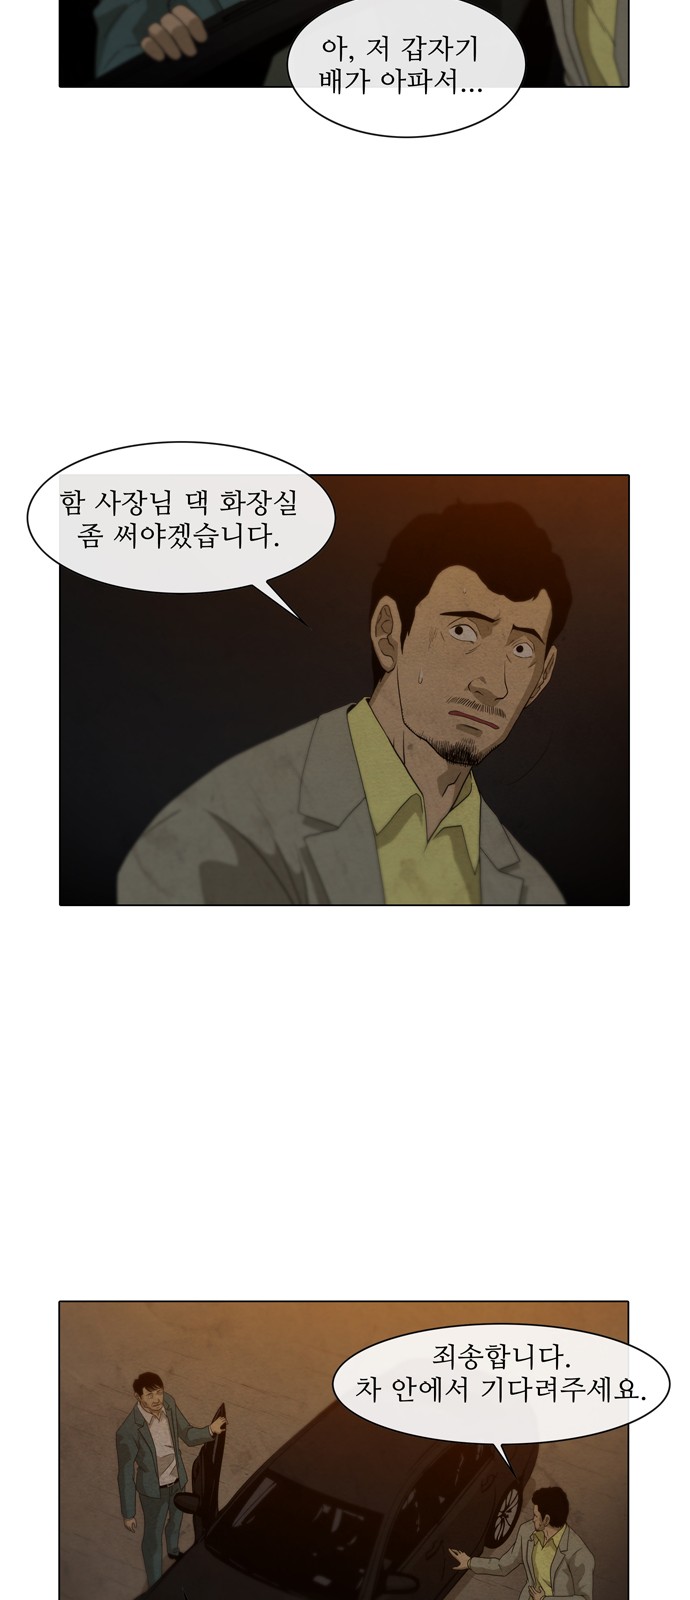 아, 저 갑자기
배가 아파서...
함 사장님 댁 화장실
좀 써야겠습니다.
죄송합니다.
차 안에서 기다려주세요.